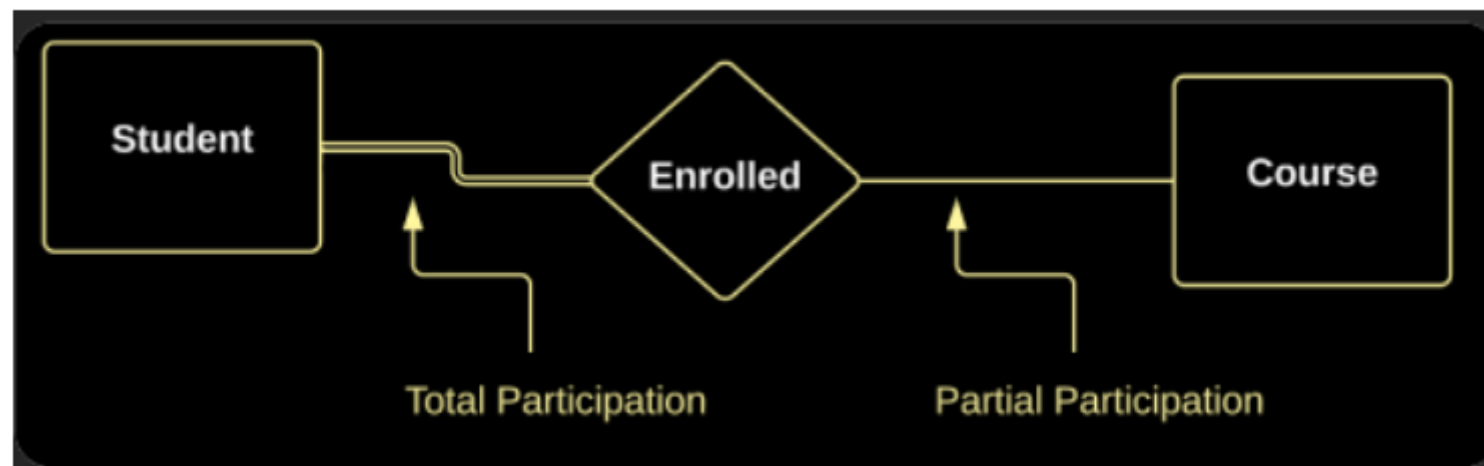 Student
Enrolled
Course
Total Participation
Partial Participation